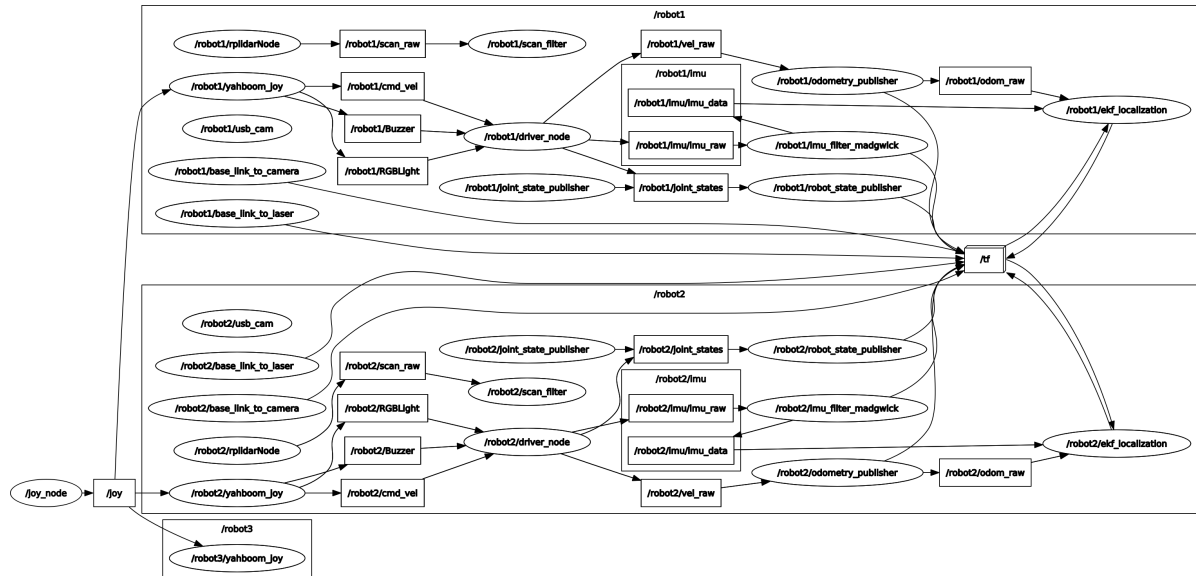 /robot1
/robot1/rplidarNode
/robot1/scan_raw
/robot1/scan_filter
/robot1/vel_raw
/robot1/yahboom_joy
/robot1/cmd_vel
/robot1/imu
/robot1/odometry_publisher
/robot1/odom_raw
/robot1/imu/imu_data
/robot1/ekf_localization
/robot1/usb_cam
/robot1/Buzzer
/robot1/driver_node
/robot1/imu/imu_raw
/robot1/imu_filter_madgwick
/robot1/base_link_to_camera
/robot1/RGBLight
/robot1/joint_state_publisher
/robot1/joint_states
/robot1/robot_state_publisher
/robot1/base_link_to_laser
/tf
/robot2
/robot2/usb_cam
/robot2/joint_state_publisher
/robot2/joint_states
/robot2/robot_state_publisher
/robot2/base_link_to_laser
/robot2/scan_raw
/robot2/scan_filter
/robot2/imu
/robot2/base_link_to_camera
/robot2/RGBLight
/robot2/imu/imu_raw
/robot2/imu_filter_madgwick
/robot2/rplidarNode
/robot2/Buzzer
/robot2/driver_node
/robot2/imu/imu_data
/robot2/ekf_localization
/robot2/odometry_publisher
/robot2/odom_raw
/joy_node
/joy
/robot2/yahboom_joy
/robot2/cmd_vel
/robot2/vel_raw
/robot3
/robot3/yahboom_joy